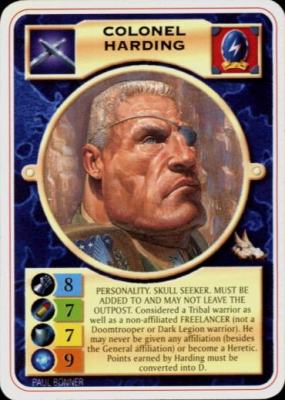 COLONEL
HARDING
8
7
7
9
PERSONALITY. SKULL SEEKER. MUST BE
ADDED TO AND MAY NOT LEAVE THE
OUTPOST. Considered a Tribal warrior as
well as a non-affiliated FREELANCER (not a
Doomtrooper or Dark Legion warrior). He
may never be given any affiliation (besides
the General affiliation) or become a Heretic.
Points earned by Harding must be
converted into D.
PAUL BONNER